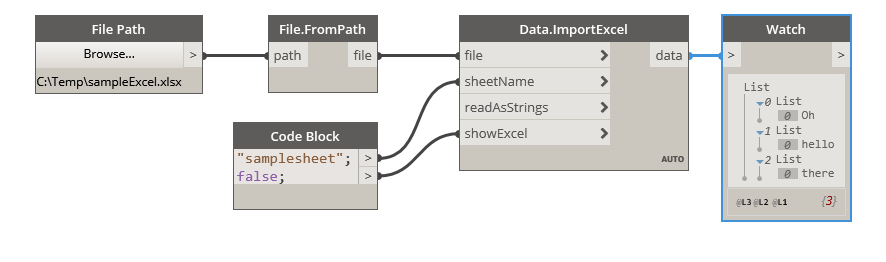 File Path
Browse... >
C:\Temp\sampleExcel.xlsx
File.FromPath
path file
Code Block
"samplesheet"; >
false; >
Data.ImportExcel
file > data
sheetName >
readAsStrings >
showExcel >
AUTO
Watch
> >
List
0 List
0 Oh
1 List
0 hello
2 List
0 there
@L3 @L2 @L1 {3}